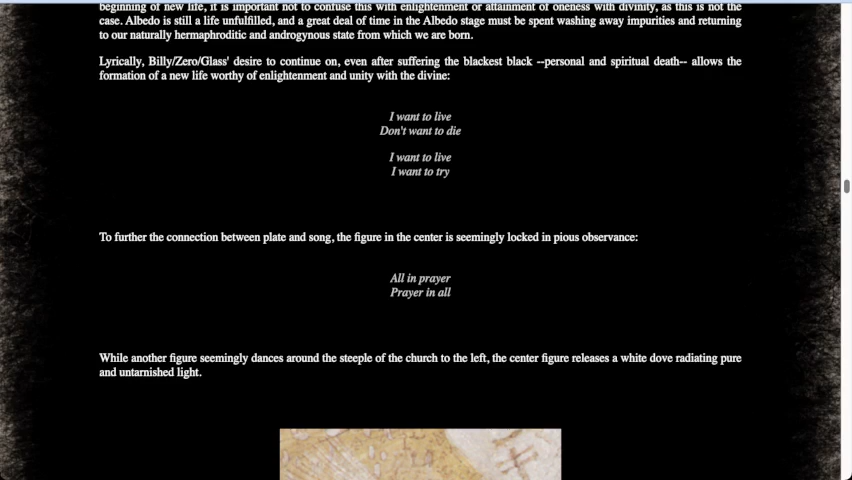 beginning of new life, it is important not to confuse this with enlightenment or attainment of oneness with divinity, as this is not the
case. Albedo is still a life unfulfilled, and a great deal of time in the Albedo stage must be spent washing away impurities and returning
to our naturally hermaphroditic and androgynous state from which we are born.
Lyrically, Billy/Zero/Glass' desire to continue on, even after suffering the blackest black --personal and spiritual death-- allows the
formation of a new life worthy of enlightenment and unity with the divine:
I want to live
Don't want to die
I want to live
I want to try
To further the connection between plate and song, the figure in the center is seemingly locked in pious observance:
All in prayer
Prayer in all
While another figure seemingly dances around the steeple of the church to the left, the center figure releases a white dove radiating pure
and untarnished light.